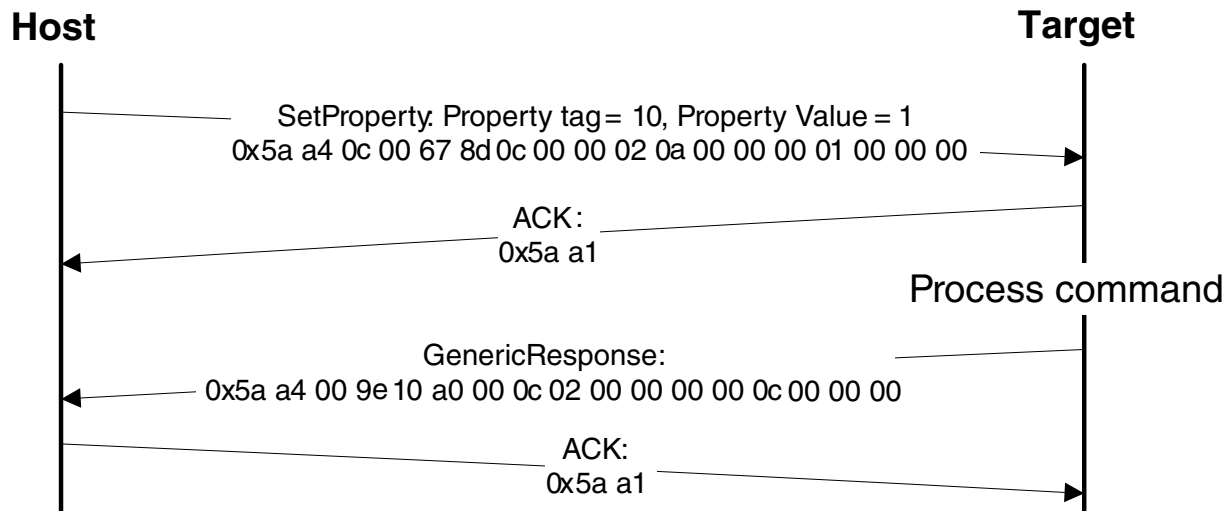 Host
Target
SetProperty: Property tag = 10, Property Value = 1
0x5a a4 0c 00 67 8d 0c 00 00 02 0a 00 00 00 01 00 00 00
ACK:
0x5a a1
Process command
GenericResponse:
0x5a a4 00 9e 10 a0 00 0c 02 00 00 00 00 0c 00 00 00
ACK:
0x5a a1